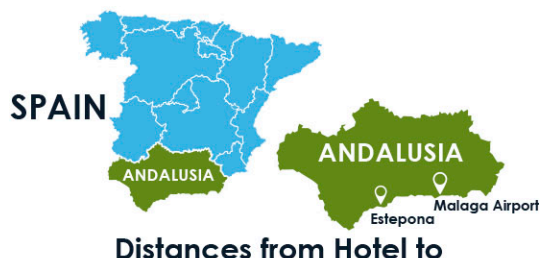 SPAIN
ANDALUSIA
ANDALUSIA
Malaga Airport
Estepona
Distances from Hotel to